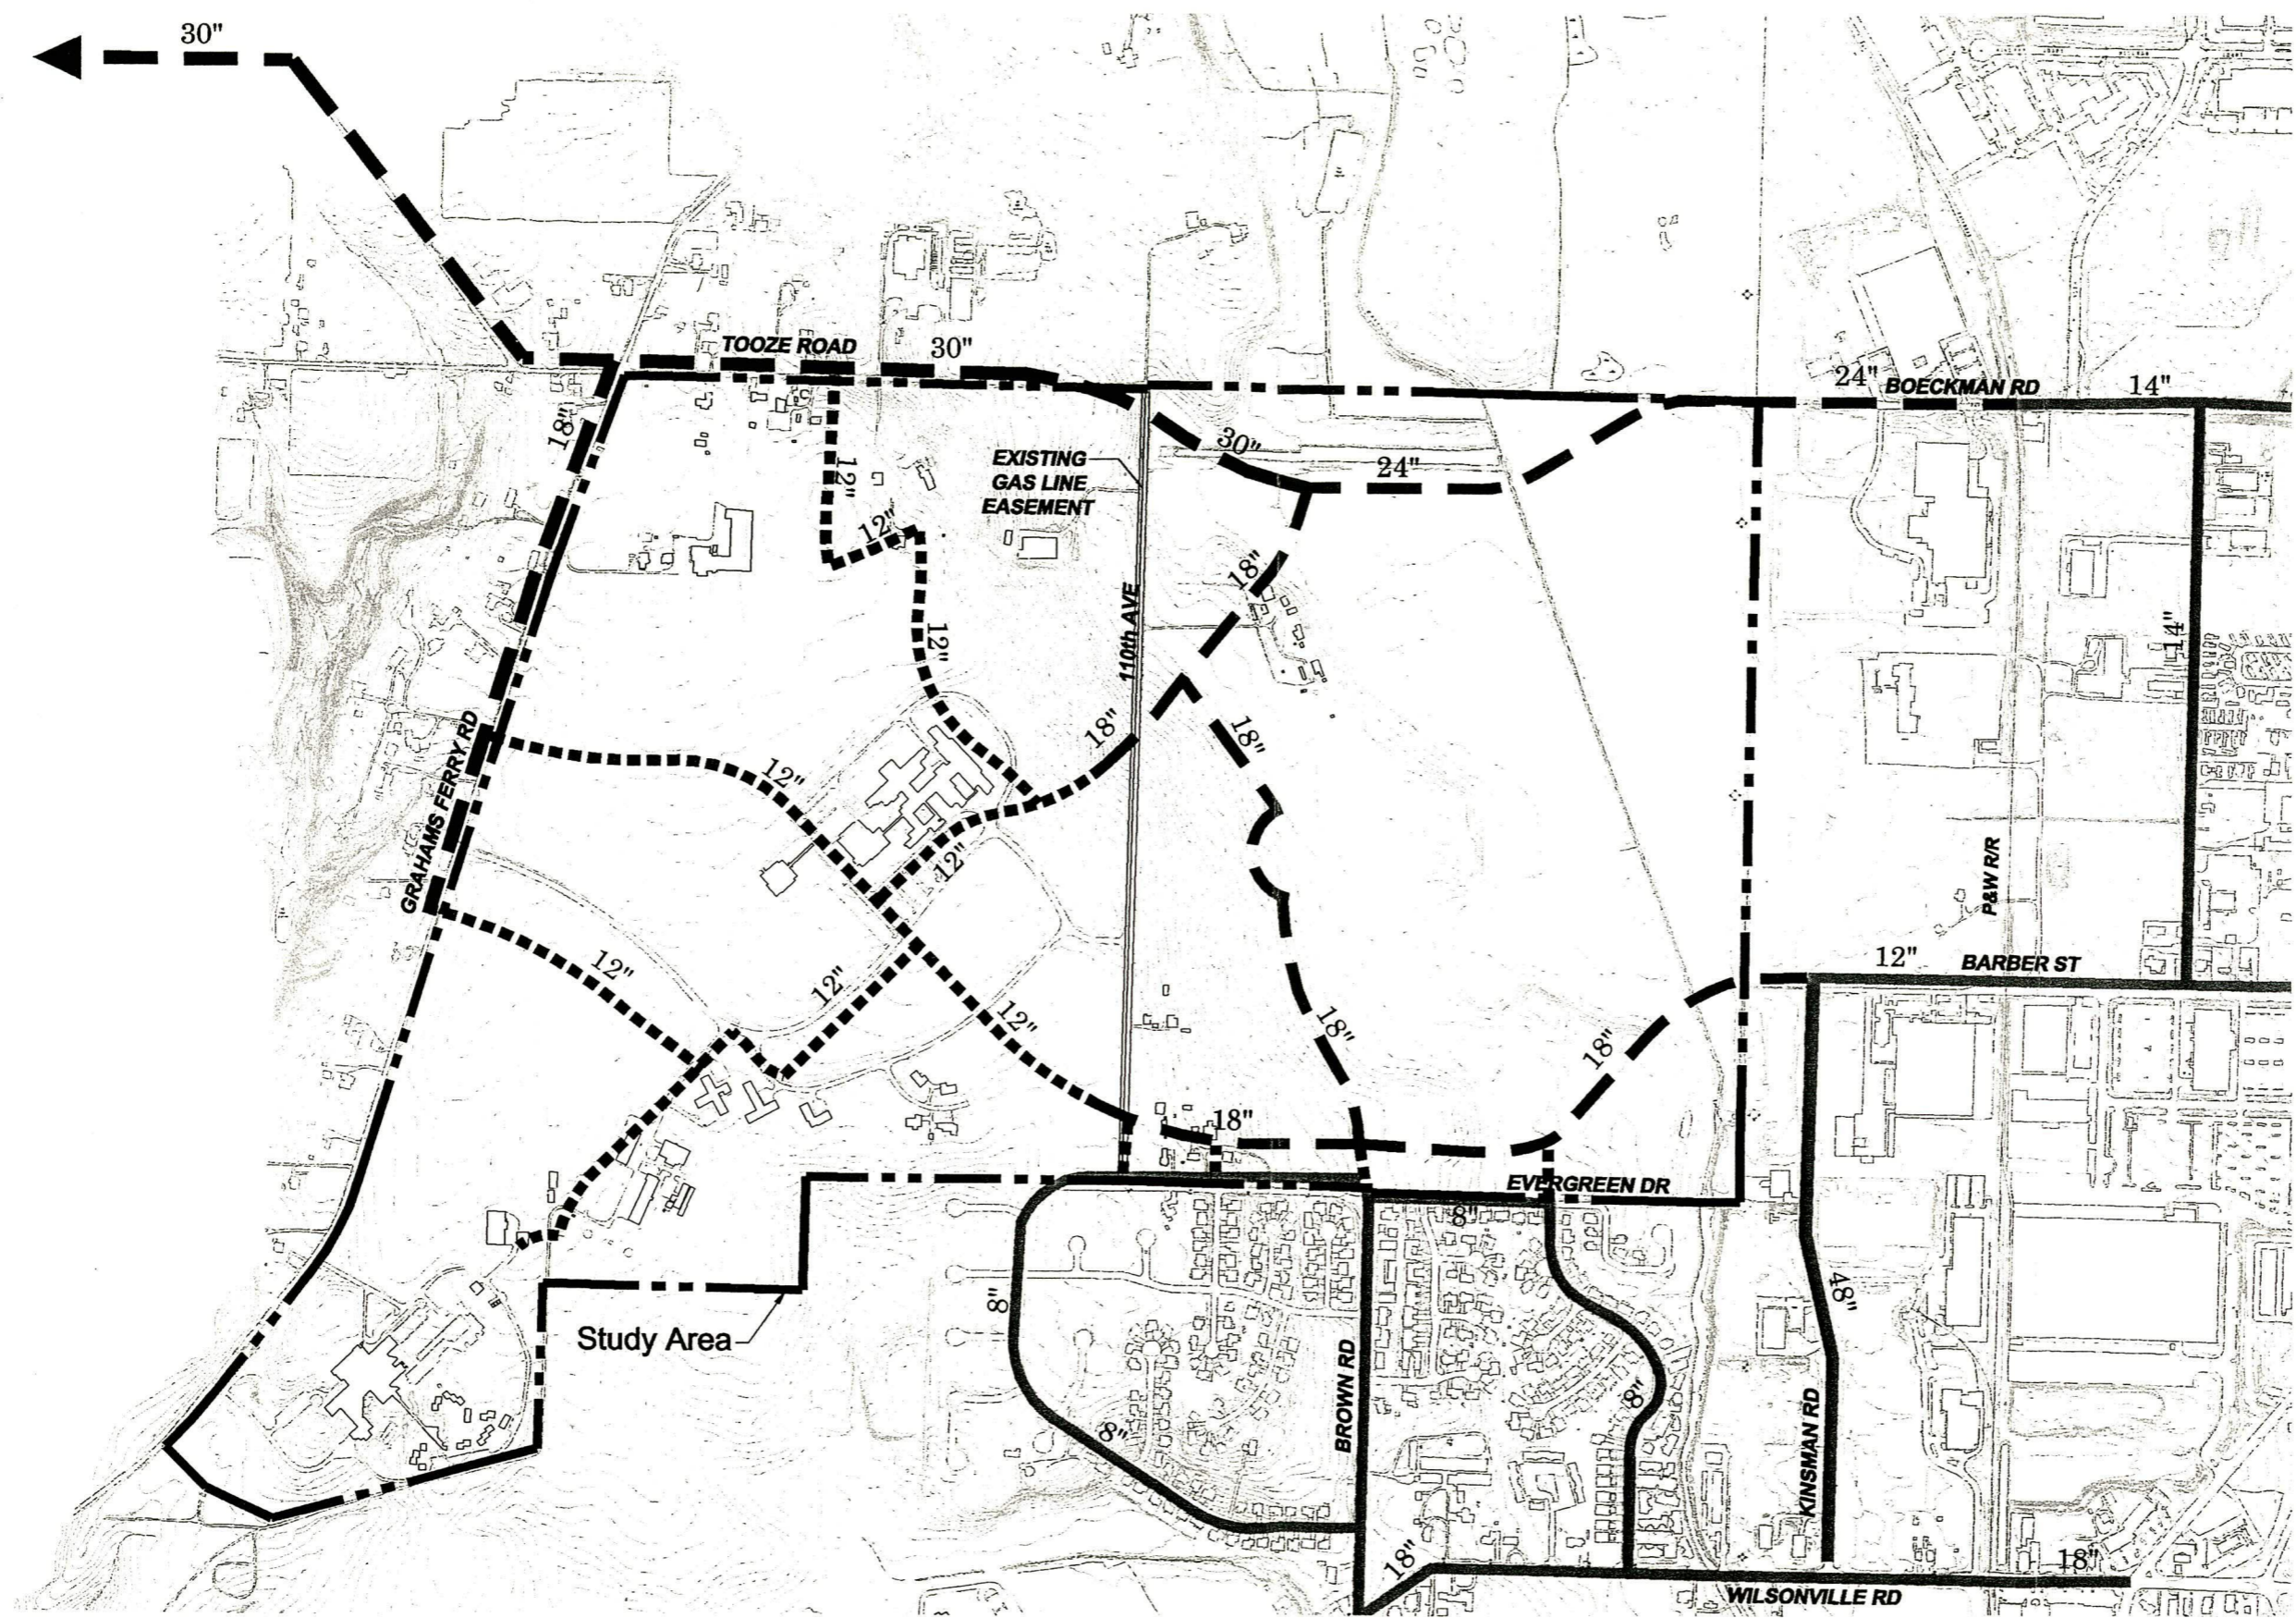 30"
TOOZE ROAD
30"
24"
BOECKMAN RD
14"
18"
30"
EXISTING
GAS LINE
EASEMENT
24"
12"
12"
18"
110th AVE
12"
14"
GRAHAMS FERRY RD
18"
18"
12"
12"
P&W R/R
12"
12"
12"
BARBER ST
12"
18"
18"
18"
EVERGREEN DR
8"
8"
48"
Study Area
BROWN RD
8"
KINSMAN RD
8"
18"
18"
WILSONVILLE RD